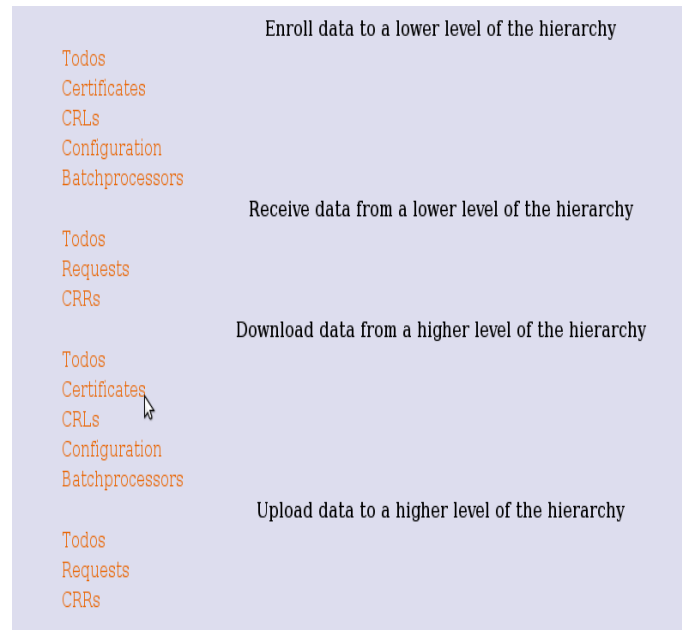 Enroll data to a lower level of the hierarchy
Todos
Certificates
CRLs
Configuration
Batchprocessors
Receive data from a lower level of the hierarchy
Todos
Requests
CRRs
Download data from a higher level of the hierarchy
Todos
Certificates
CRLs
Configuration
Batchprocessors
Upload data to a higher level of the hierarchy
Todos
Requests
CRRs